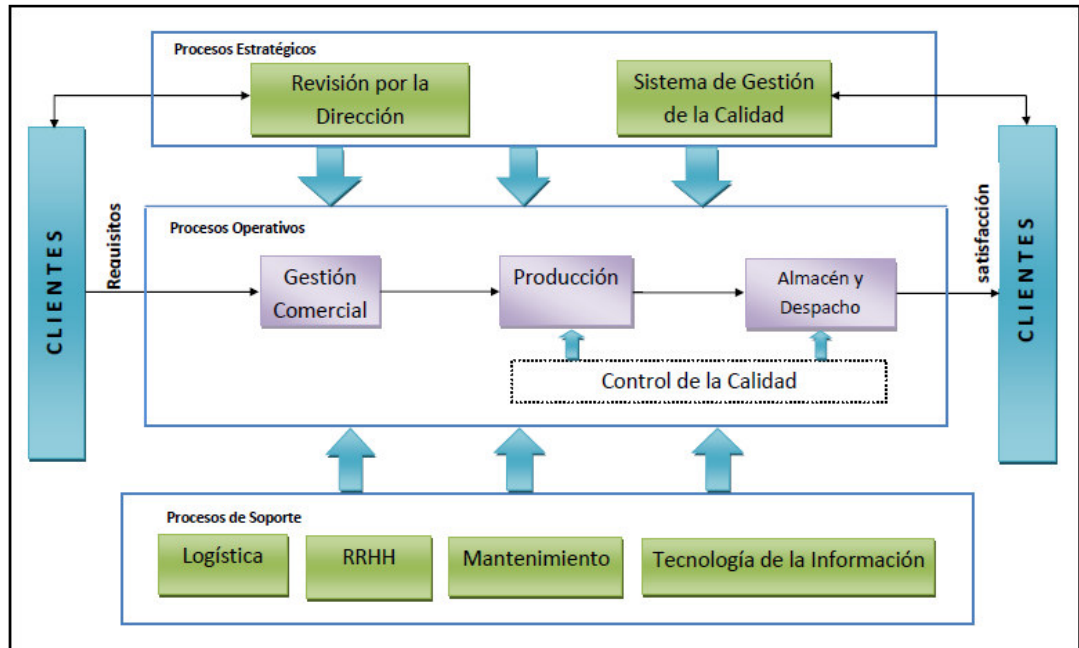 Procesos Estratégicos
Revisión por la
Dirección
Sistema de Gestión
de la Calidad
CLIENTES
Requisitos
Procesos Operativos
Gestión
Comercial
Producción
Almacén y
Despacho
Control de la Calidad
satisfacción
CLIENTES
Procesos de Soporte
Logística
RRHH
Mantenimiento
Tecnología de la Información